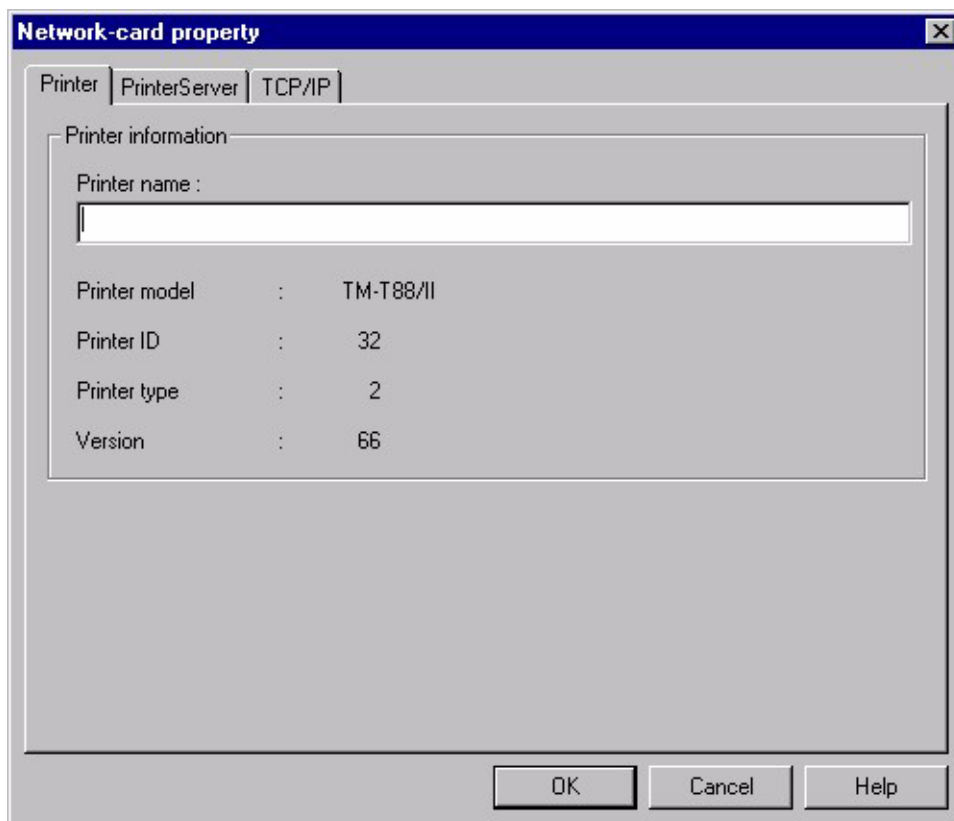 Network-card property
Printer PrinterServer TCP/IP
Printer information
Printer name :
Printer model : TM-T88/II
Printer ID : 32
Printer type : 2
Version : 66
OK Cancel Help